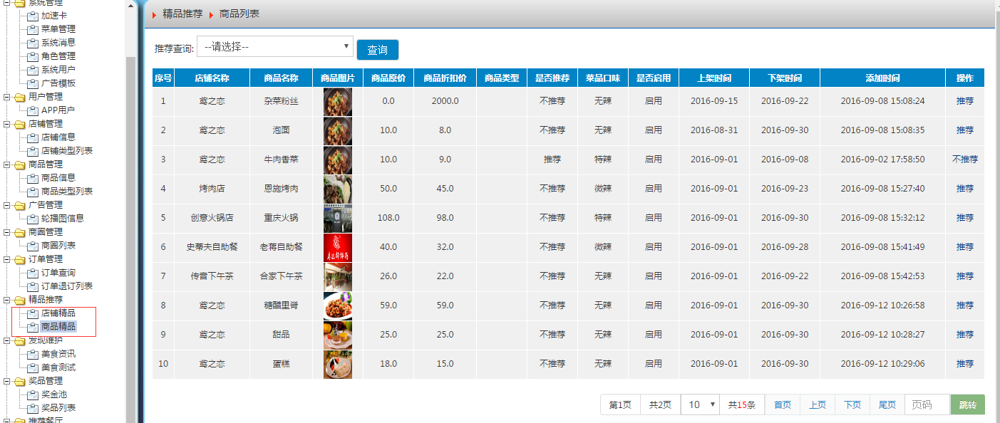 系统管理
加速卡
菜单管理
系统消息
角色管理
系统用户
广告模板
用户管理
APP用户
店铺管理
店铺信息
店铺类型列表
商品管理
商品信息
商品类型列表
广告管理
轮播图信息
商圈管理
商圈列表
订单管理
订单查询
订单退订列表
精品推荐
店铺精品
商品精品
发现维护
美食资讯
美食测试
奖品管理
奖金池
奖品列表
推荐餐厅
精品推荐 商品列表
推荐查询: --请选择-- 查询
序号 店铺名称 商品名称 商品图片 商品原价 商品折扣价 商品类型 是否推荐 菜品口味 是否启用 上架时间 下架时间 添加时间 操作
1 鸢之恋 杂菜粉丝 0.0 2000.0 不推荐 无辣 启用 2016-09-15 2016-09-22 2016-09-08 15:08:24 推荐
2 鸢之恋 泡面 10.0 8.0 不推荐 无辣 启用 2016-08-31 2016-09-30 2016-09-08 15:08:35 推荐
3 鸢之恋 牛肉香菜 10.0 9.0 推荐 特辣 启用 2016-09-01 2016-09-08 2016-09-02 17:58:50 不推荐
4 烤肉店 恩施烤肉 50.0 45.0 不推荐 微辣 启用 2016-09-01 2016-09-23 2016-09-08 15:27:40 推荐
5 创意火锅店 重庆火锅 108.0 98.0 不推荐 特辣 启用 2016-09-01 2016-09-30 2016-09-08 15:32:12 推荐
6 史蒂夫自助餐 老蒋自助餐 40.0 32.0 不推荐 微辣 启用 2016-09-01 2016-09-28 2016-09-08 15:41:49 推荐
7 传音下午茶 合家下午茶 26.0 22.0 不推荐 无辣 启用 2016-09-01 2016-09-22 2016-09-08 15:42:53 推荐
8 鸢之恋 糖醋里脊 59.0 59.0 不推荐 无辣 启用 2016-09-01 2016-09-30 2016-09-12 10:26:58 推荐
9 鸢之恋 甜品 25.0 25.0 不推荐 无辣 启用 2016-09-01 2016-09-30 2016-09-12 10:28:27 推荐
10 鸢之恋 蛋糕 18.0 15.0 不推荐 无辣 启用 2016-09-01 2016-09-30 2016-09-12 10:29:06 推荐
第1页 共2页 10 共15条 首页 上页 下页 尾页 页码 跳转